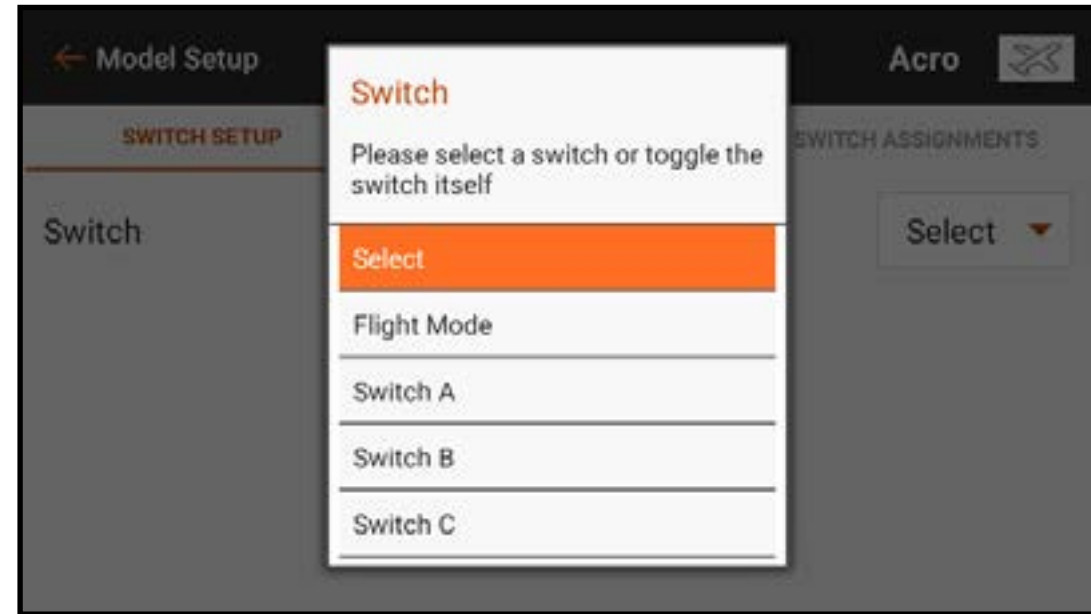 Model Setup
Acro
SWITCH SETUP
SWITCH ASSIGNMENTS
Switch
Please select a switch or toggle the
switch itself
Switch
Select
Select
Flight Mode
Switch A
Switch B
Switch C